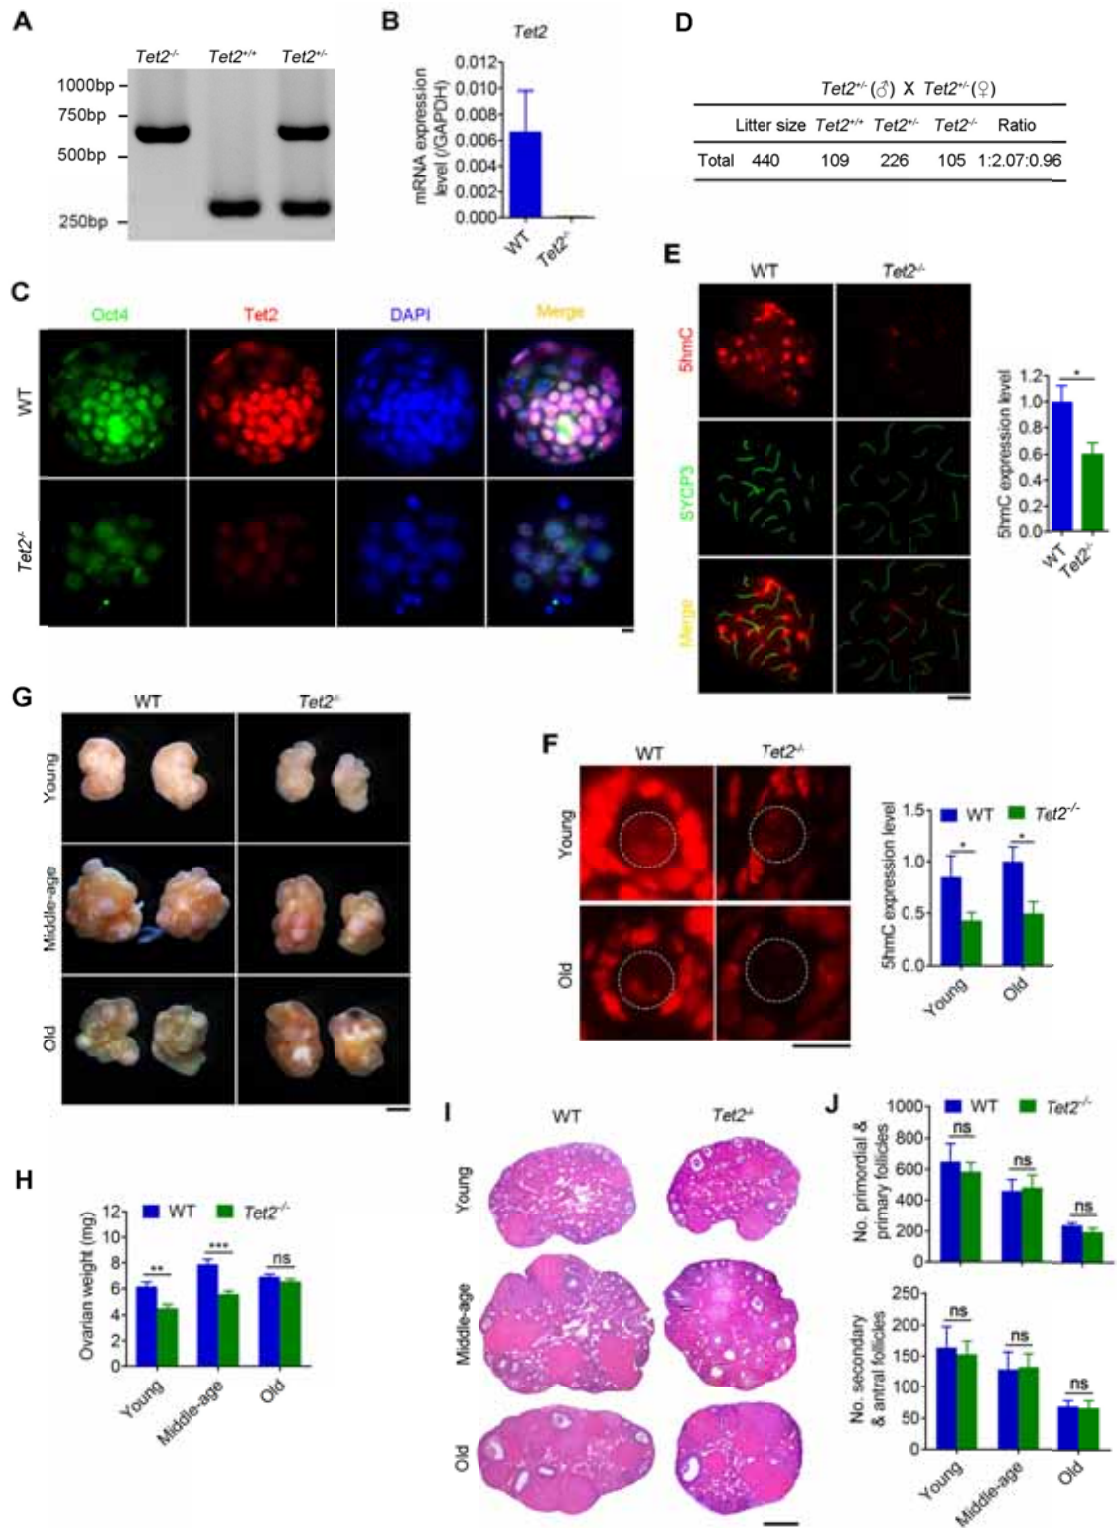 A
Tet2-/- Tet2+/+ Tet2+/-
1000bp
750bp
500bp
250bp
B
Tet2
mRNA expression
level (/GAPDH)
0.012
0.010
0.008
0.006
0.004
0.002
0.000
WT
Tet2-/-
D
Tet2+/- (♂) X Tet2+/- (♀)
Litter size Tet2+/+ Tet2+/- Tet2-/- Ratio
Total 440 109 226 105 1:2.07:0.96
C
Oct4 Tet2 DAPI Merge
WT
Tet2-/-
E
WT Tet2-/-
5hmC
SYCP3
Merge
5hmC expression level
1.2
1.0
0.8
0.6
0.4
0.2
0.0
*
WT
Tet2-/-
G
WT Tet2-/-
Young
Middle-age
Old
F
WT Tet2-/-
Young
Old
5hmC expression level
1.5
1.0
0.5
0.0
WT Tet2-/-
* *
Young
Old
H
Ovarian weight (mg)
12
10
8
6
4
2
0
WT Tet2-/-
** *** ns
Young
Middle-age
Old
I
WT Tet2-/-
Young
Middle-age
Old
J
WT Tet2-/-
No. primordial &
primary follicles
1000
800
600
400
200
0
ns ns ns
No. secondary
& antral follicles
250
200
150
100
50
0
ns ns ns
Young
Middle-age
Old